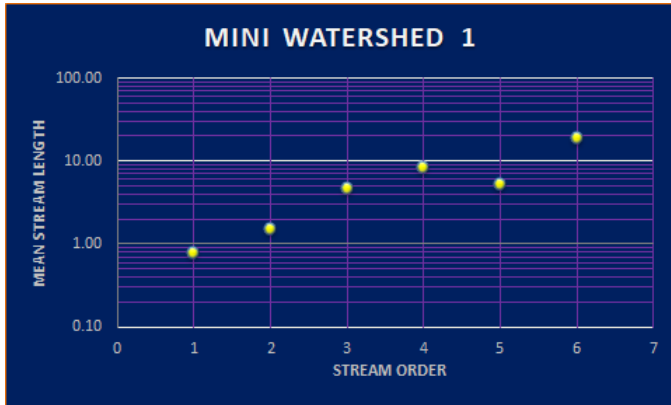 MINI WATERSHED 1
100.00
10.00
1.00
0.10
MEAN STREAM LENGTH
0 1 2 3 4 5 6 7
STREAM ORDER